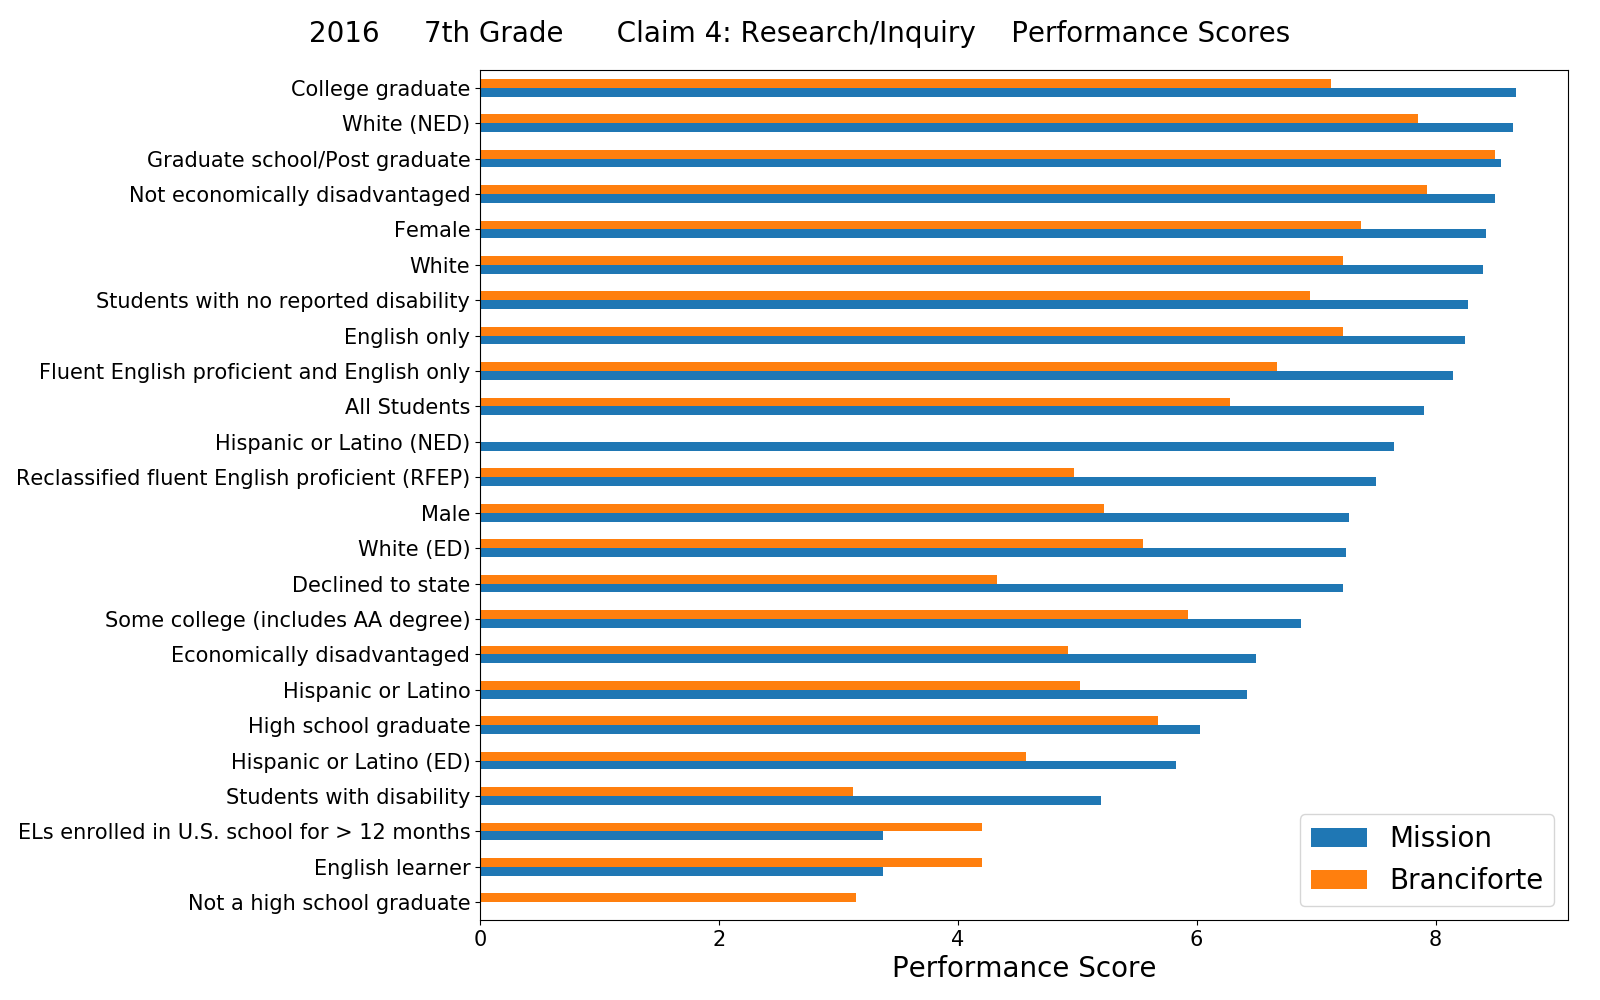 2016 7th Grade Claim 4: Research/Inquiry Performance Scores
College graduate
White (NED)
Graduate school/Post graduate
Not economically disadvantaged
Female
White
Students with no reported disability
English only
Fluent English proficient and English only
All Students
Hispanic or Latino (NED)
Reclassified fluent English proficient (RFEP)
Male
White (ED)
Declined to state
Some college (includes AA degree)
Economically disadvantaged
Hispanic or Latino
High school graduate
Hispanic or Latino (ED)
Students with disability
ELs enrolled in U.S. school for > 12 months
English learner
Not a high school graduate
Mission
Branciforte
0 2 4 6 8
Performance Score